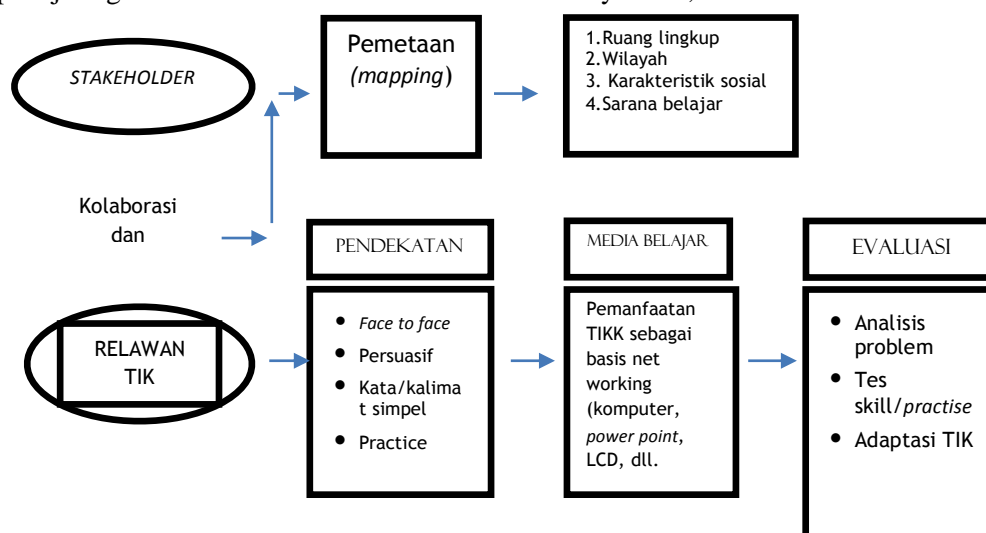 STAKEHOLDER
Pemetaan
(mapping)
1.Ruang lingkup
2.Wilayah
3. Karakteristik sosial
4.Sarana belajar
Kolaborasi
dan
PENDEKATAN
MEDIA BELAJAR
EVALUASI
RELAWAN
TIK
• Face to face
• Persuasif
• Kata/kalima
t simpel
• Practice
Pemanfaatan
TIKK sebagai
basis net
working
(komputer,
power point,
LCD, dll.
• Analisis
problem
• Tes
skill/practise
• Adaptasi TIK